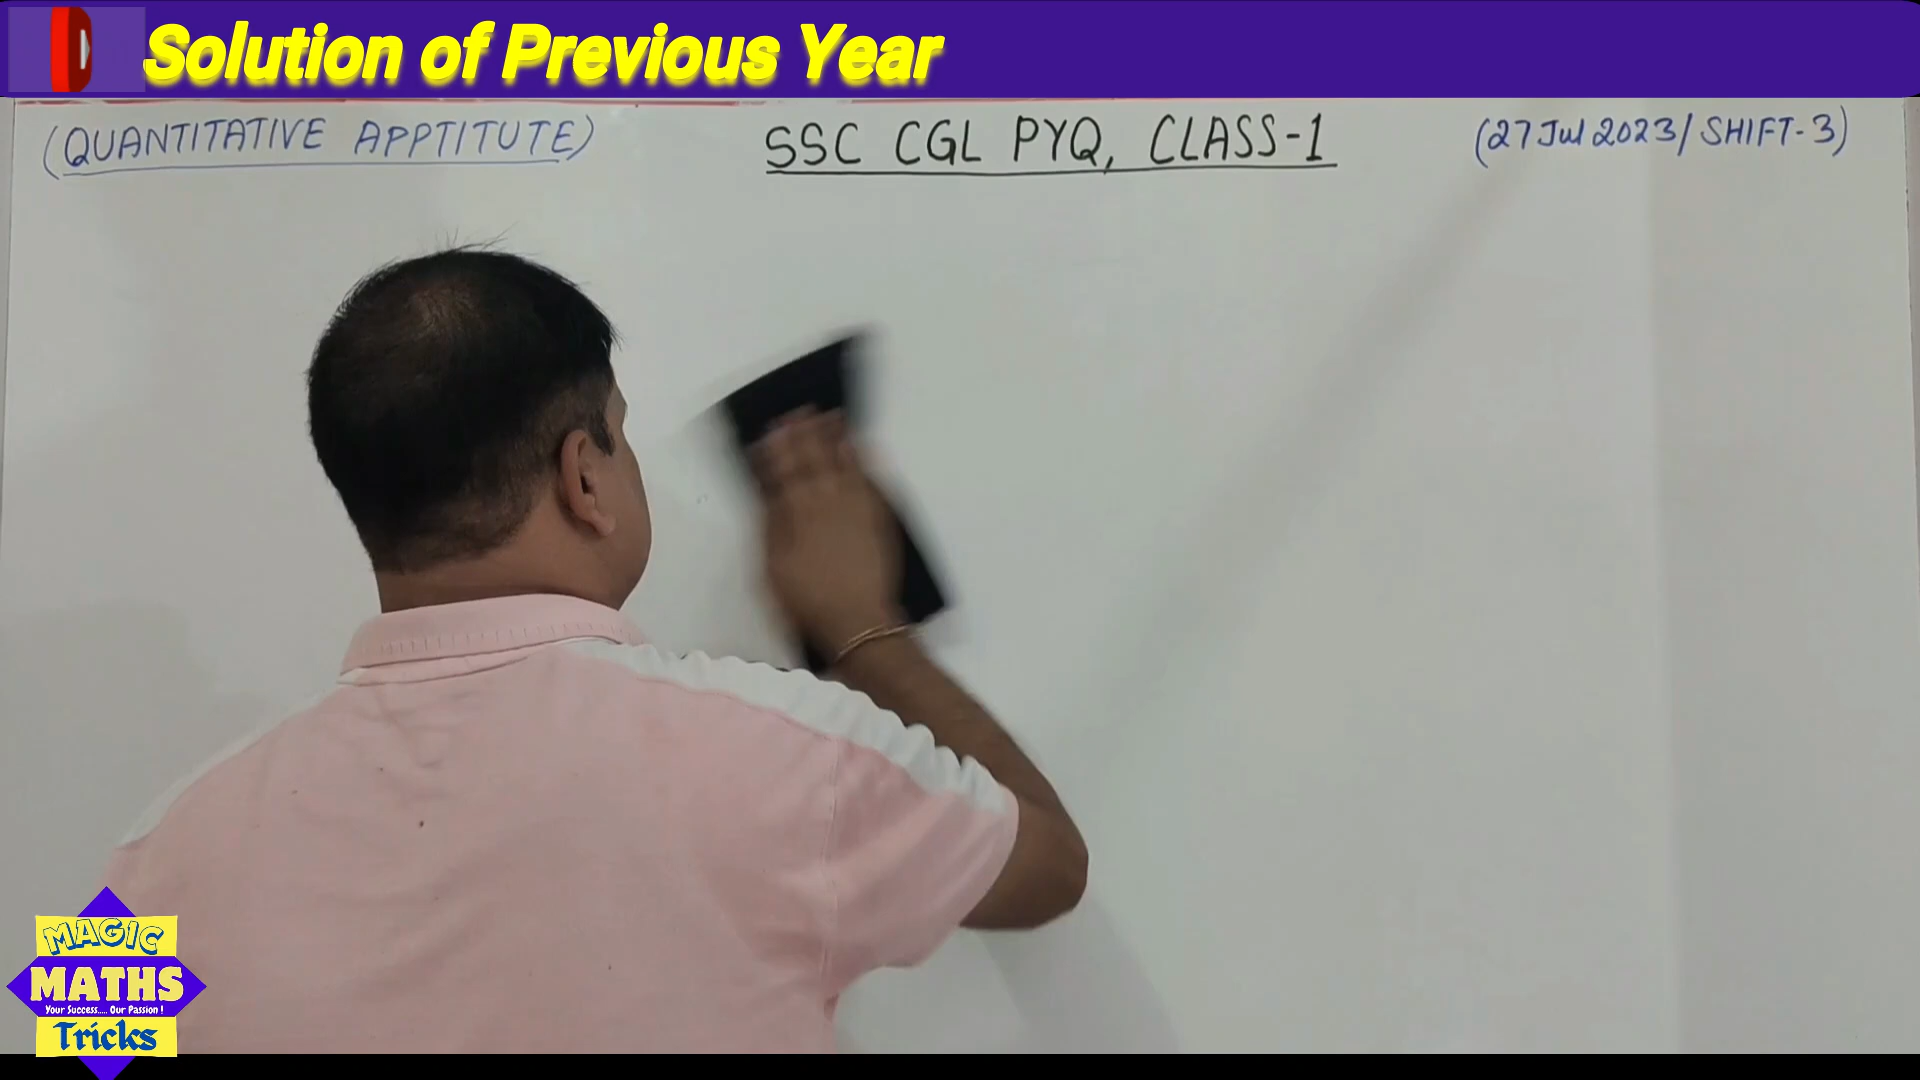 Solution of Previous Year
(QUANTITATIVE APPTITUTE)
SSC CGL PYQ, CLASS-1
(27 Jul 2023/ SHIFT-3)
MAGIC
MATHS
Your Success.... Our Passion !
Tricks